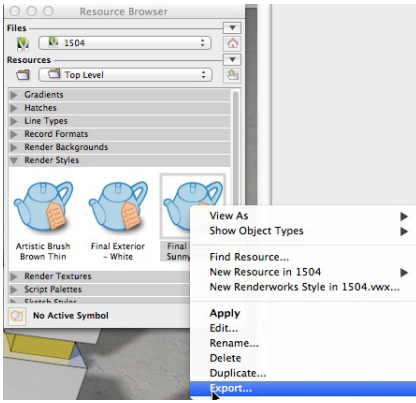 Resource Browser
Files
1504
Resources
Top Level
Gradients
Hatches
Line Types
Record Formats
Render Backgrounds
Render Styles
Artistic Brush
Brown Thin
Final Exterior
– White
Final
Sunny
Render Textures
Script Palettes
Sketch Styles
No Active Symbol
View As
Show Object Types
Find Resource...
New Resource in 1504
New Renderworks Style in 1504.vwx...
Apply
Edit...
Rename...
Delete
Duplicate...
Export...